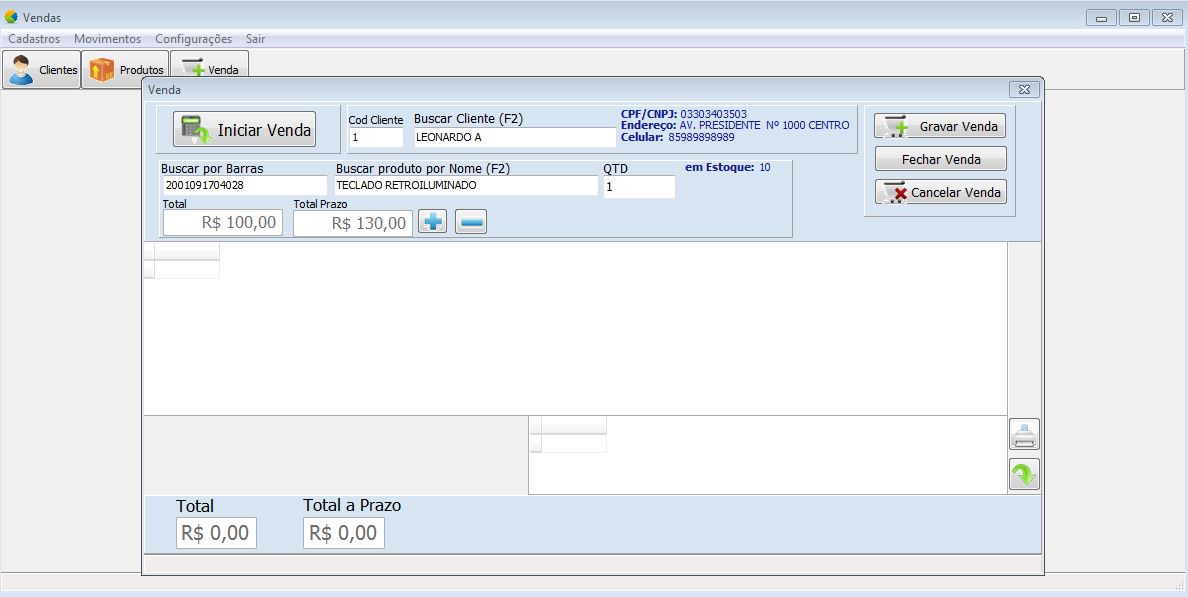 Vendas
Cadastros Movimentos Configurações Sair
Clientes Produtos Venda
Venda
Iniciar Venda
Cod Cliente Buscar Cliente (F2)
1 LEONARDO A
CPF/CNPJ: 03303403503
Endereço: AV. PRESIDENTE Nº 1000 CENTRO
Celular: 85989898989
Gravar Venda
Fechar Venda
Cancelar Venda
Buscar por Barras Buscar produto por Nome (F2) QTD em Estoque: 10
2001091704028 TECLADO RETROILUMINADO 1
Total Total Prazo
R$ 100,00 R$ 130,00
Total Total a Prazo
R$ 0,00 R$ 0,00